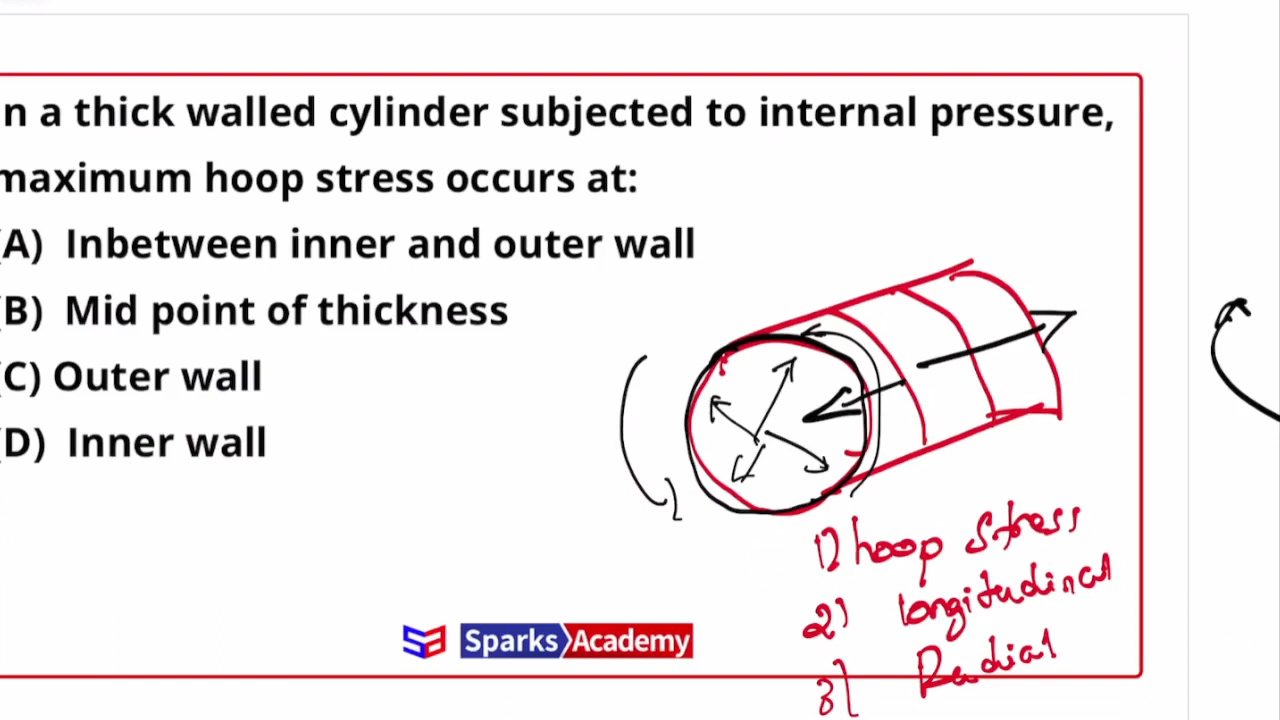 n a thick walled cylinder subjected to internal pressure,
maximum hoop stress occurs at:
(A) Inbetween inner and outer wall
(B) Mid point of thickness
(C) Outer wall
(D) Inner wall
1) hoop stress
2) longitudinal
3) Radial
Sparks Academy